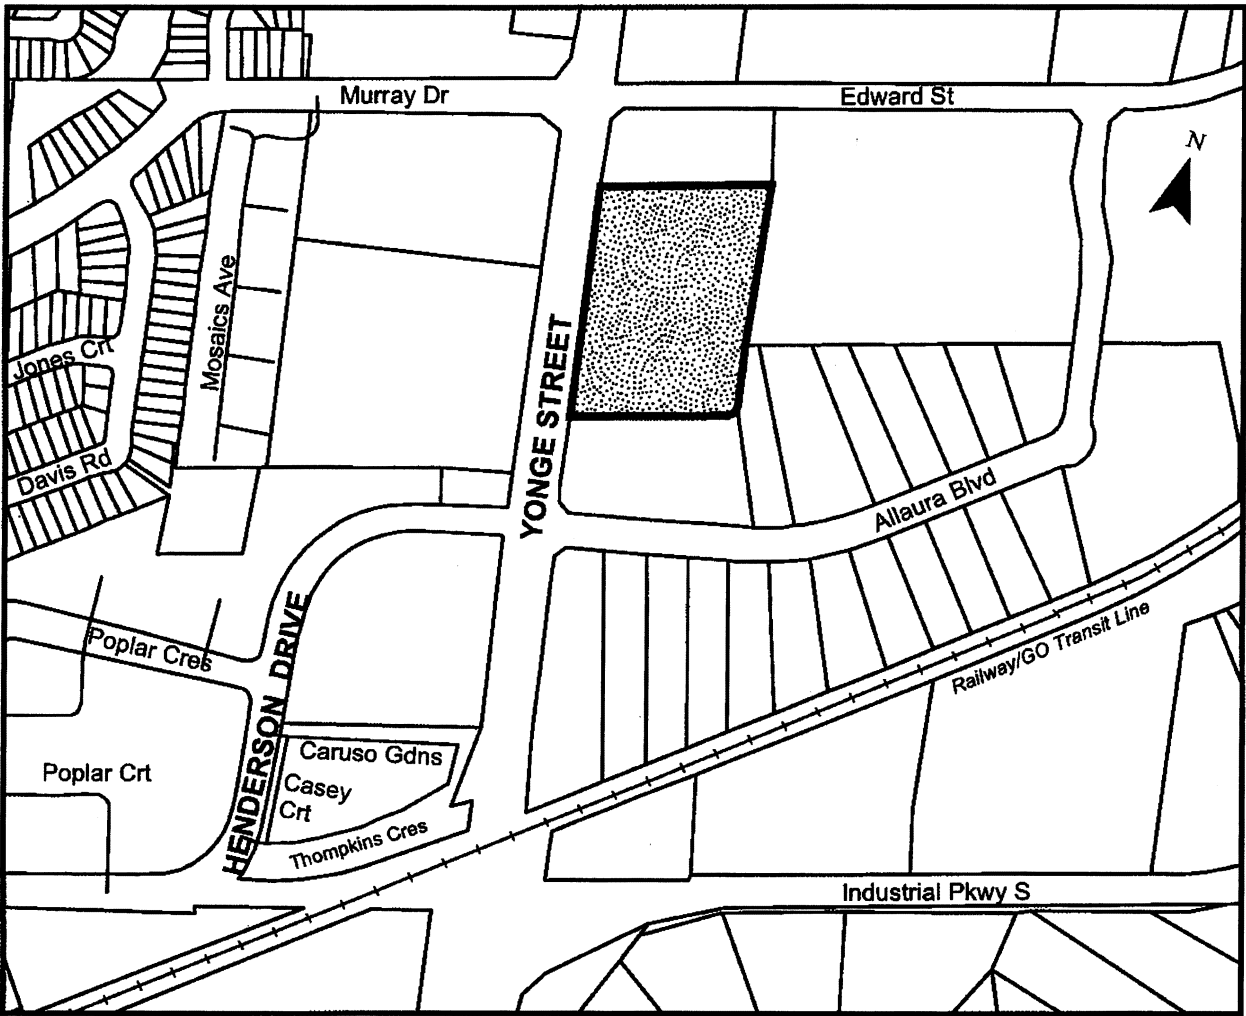 Murray Dr
Edward St
N
Mosaics Ave
Jones Crt
YONGE STREET
Davis Rd
Allaura Blvd
Poplar Cres
HENDERSON DRIVE
Railway/GO Transit Line
Caruso Gdns
Poplar Crt
Casey
Crt
Thompkins Cres
Industrial Pkwy S